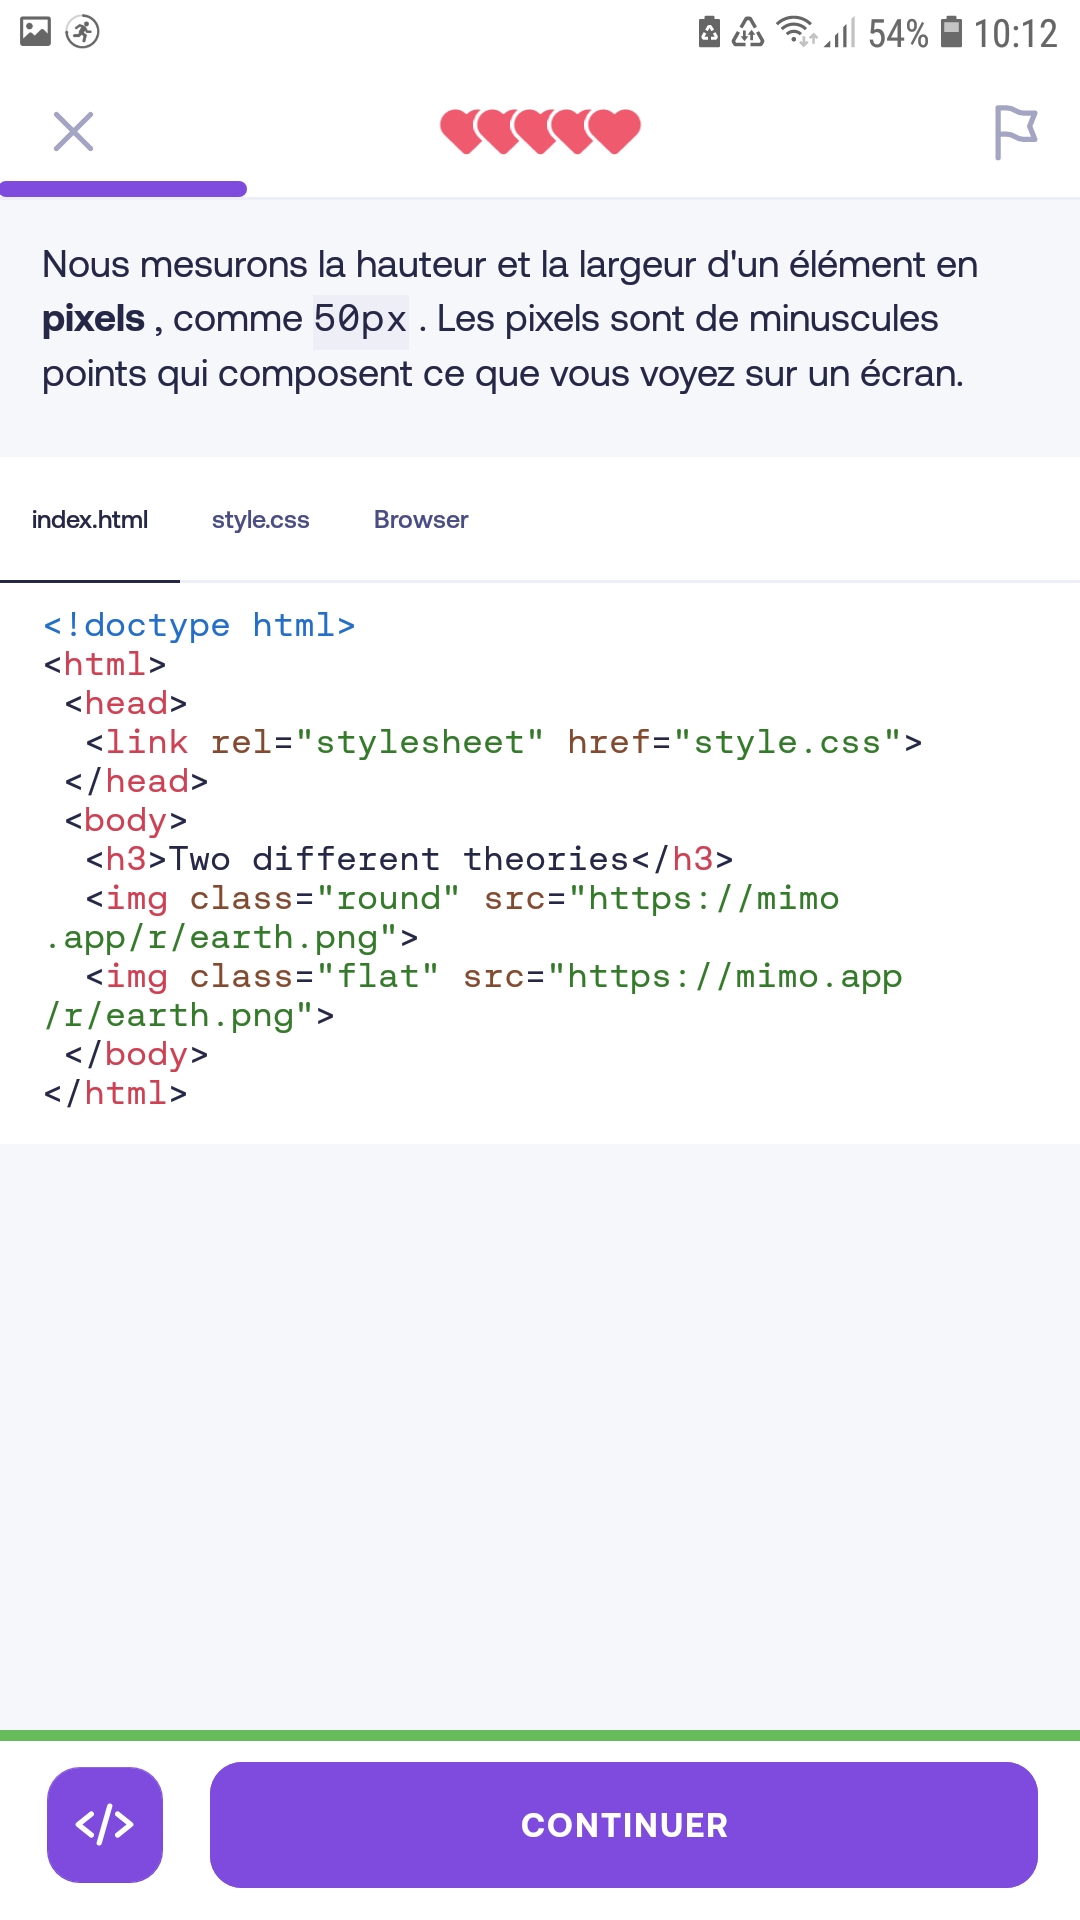 54% 10:12
Nous mesurons la hauteur et la largeur d'un élément en
pixels , comme 50px . Les pixels sont de minuscules
points qui composent ce que vous voyez sur un écran.
index.html style.css Browser
<!doctype html>
<html>
 <head>
  <link rel="stylesheet" href="style.css">
 </head>
 <body>
  <h3>Two different theories</h3>
  <img class="round" src="https://mimo
.app/r/earth.png">
  <img class="flat" src="https://mimo.app
/r/earth.png">
 </body>
</html>
</> CONTINUER